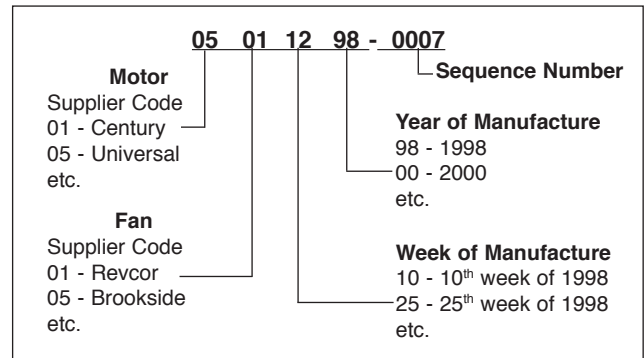 05 01 12 98 - 0007
Sequence Number
Motor
Supplier Code
01 - Century
05 - Universal
etc.
Year of Manufacture
98 - 1998
00 - 2000
etc.
Fan
Supplier Code
01 - Revcor
05 - Brookside
etc.
Week of Manufacture
10 - 10th week of 1998
25 - 25th week of 1998
etc.